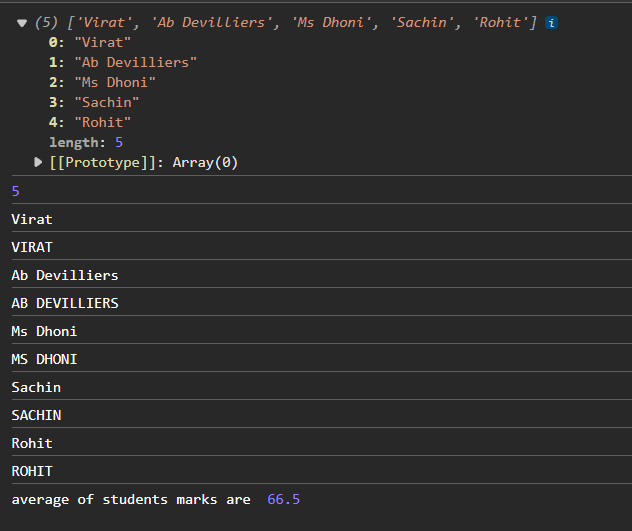 (5) ['Virat', 'Ab Devilliers', 'Ms Dhoni', 'Sachin', 'Rohit'] i
0: "Virat"
1: "Ab Devilliers"
2: "Ms Dhoni"
3: "Sachin"
4: "Rohit"
length: 5
[[Prototype]]: Array(0)
5
Virat
VIRAT
Ab Devilliers
AB DEVILLIERS
Ms Dhoni
MS DHONI
Sachin
SACHIN
Rohit
ROHIT
average of students marks are  66.5